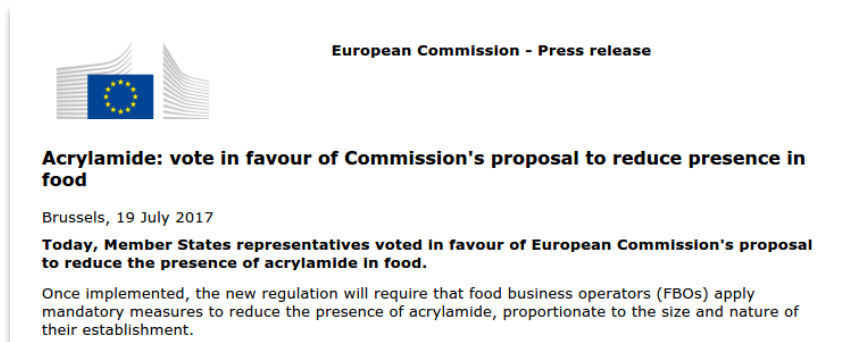 European Commission - Press release
Acrylamide: vote in favour of Commission's proposal to reduce presence in
food
Brussels, 19 July 2017
Today, Member States representatives voted in favour of European Commission's proposal
to reduce the presence of acrylamide in food.
Once implemented, the new regulation will require that food business operators (FBOs) apply
mandatory measures to reduce the presence of acrylamide, proportionate to the size and nature of
their establishment.